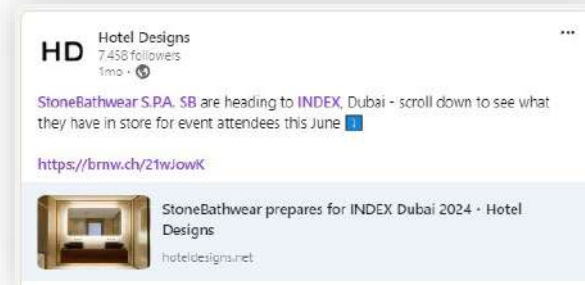 HD
Hotel Designs
7,458 followers
1mo •
StoneBathwear S.P.A. SB are heading to INDEX, Dubai - scroll down to see what
they have in store for event attendees this June ⬇️
https://brnw.ch/21wJowK
StoneBathwear prepares for INDEX Dubai 2024 • Hotel
Designs
hoteldesigns.net